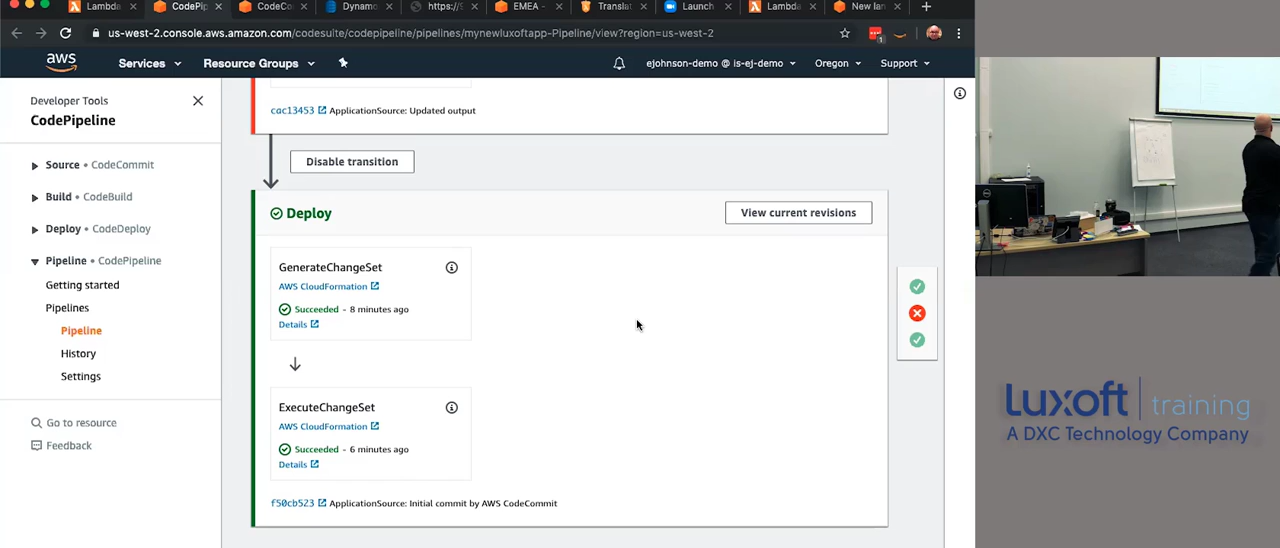 Lambda
CodePip
CodeCo
Dynamo
https://S
EMEA -
Translat
Launch
Lambda
New lan
us-west-2.console.aws.amazon.com/codesuite/codepipeline/pipelines/mynewluxoftapp-Pipeline/view?region=us-west-2
1
aws
Services
Resource Groups
ejohnson-demo @ is-ej-demo
Oregon
Support
Developer Tools
CodePipeline
Source • CodeCommit
Build • CodeBuild
Deploy • CodeDeploy
Pipeline • CodePipeline
Getting started
Pipelines
Pipeline
History
Settings
Go to resource
Feedback
cac13453 ApplicationSource: Updated output
Disable transition
Deploy
View current revisions
GenerateChangeSet
AWS CloudFormation
Succeeded - 8 minutes ago
Details
ExecuteChangeSet
AWS CloudFormation
Succeeded - 6 minutes ago
Details
f50cb523 ApplicationSource: Initial commit by AWS CodeCommit
luxoft training
A DXC Technology Company